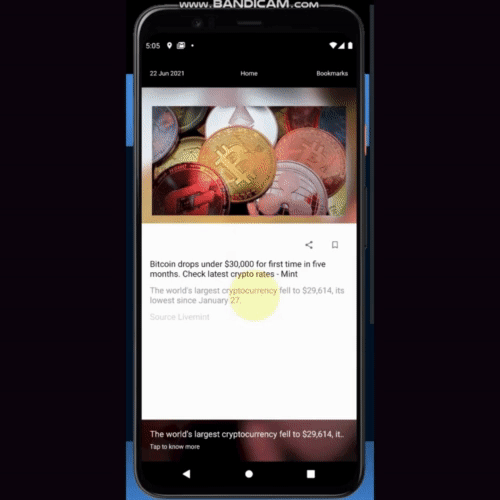 www.BANDICAM.com
5:05
22 Jun 2021 Home Bookmarks
Bitcoin drops under $30,000 for first time in five
months. Check latest crypto rates - Mint
The world's largest cryptocurrency fell to $29,614, its
lowest since January 27.
Source Livemint
The world's largest cryptocurrency fell to $29,614, it..
Tap to know more